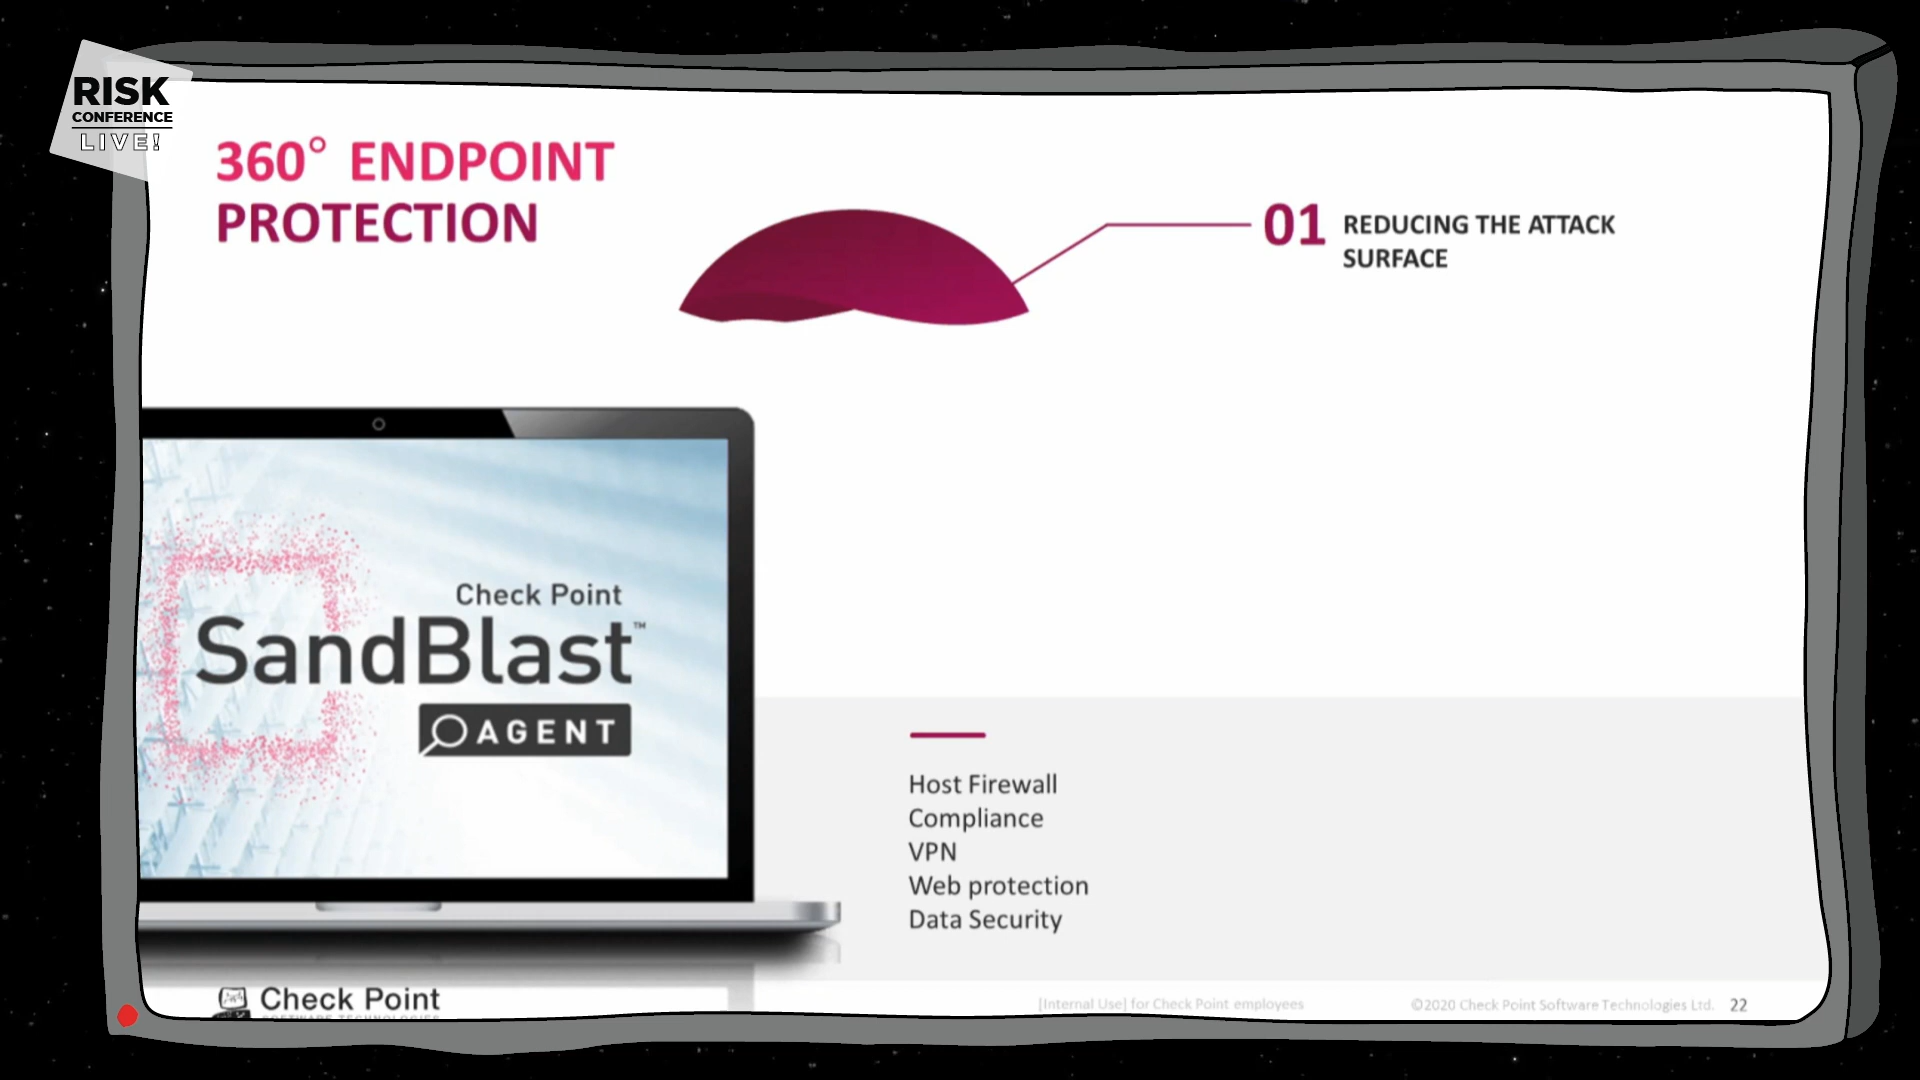 RISK
CONFERENCE
LIVE!
360° ENDPOINT
PROTECTION
01 REDUCING THE ATTACK
SURFACE
Check Point
SandBlast™
AGENT
Host Firewall
Compliance
VPN
Web protection
Data Security
Check Point
SOFTWARE TECHNOLOGIES
[Internal Use] for Check Point employees
©2020 Check Point Software Technologies Ltd. 22